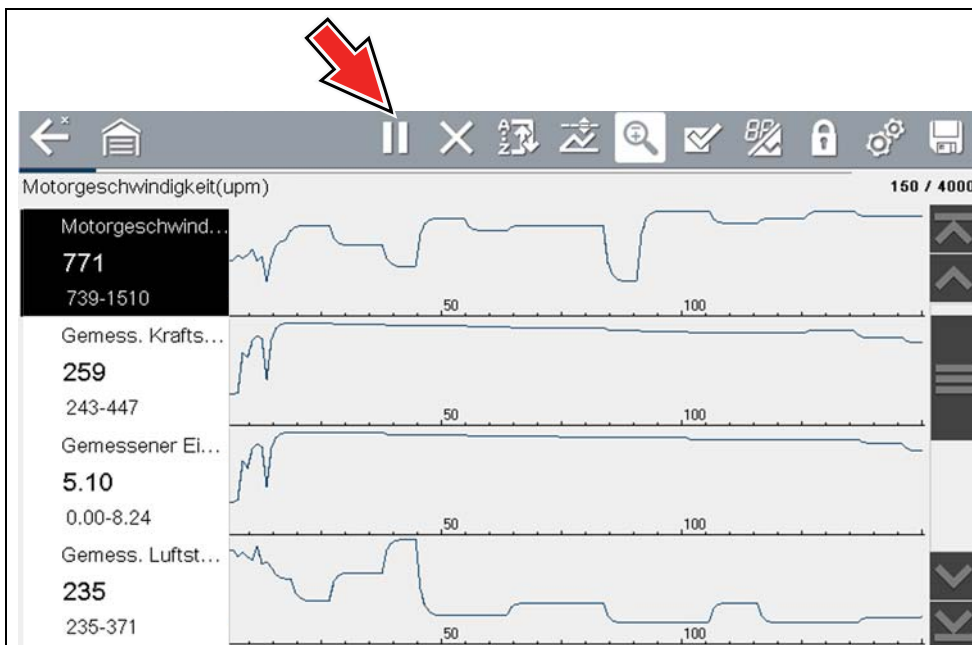 Motorgeschwindigkeit(upm)
150 / 4000
Motorgeschwind...
771
739-1510
50
100
Gemess. Krafts...
259
243-447
50
100
Gemessener Ei...
5.10
0.00-8.24
50
100
Gemess. Luftst...
235
235-371
50
100